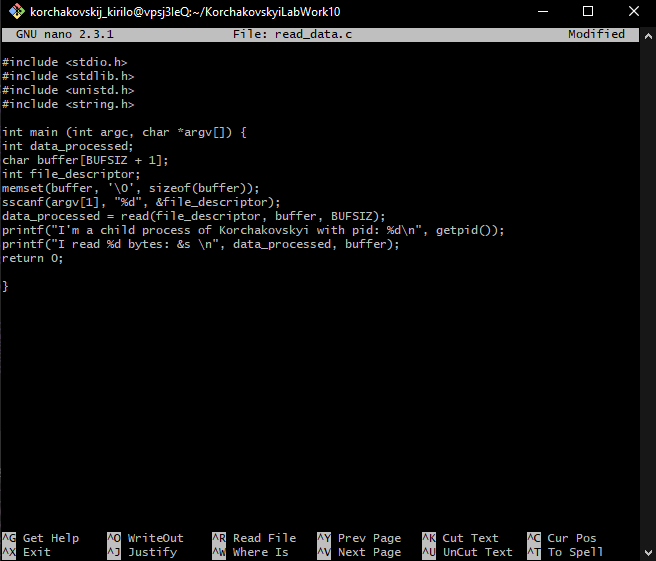 korchakovskij_kirilo@vpsj3IeQ:~/KorchakovskyiLabWork10
GNU nano 2.3.1 File: read_data.c Modified
#include <stdio.h>
#include <stdlib.h>
#include <unistd.h>
#include <string.h>
int main (int argc, char *argv[]) {
int data_processed;
char buffer[BUFSIZ + 1];
int file_descriptor;
memset(buffer, '\0', sizeof(buffer));
sscanf(argv[1], "%d", &file_descriptor);
data_processed = read(file_descriptor, buffer, BUFSIZ);
printf("I'm a child process of Korchakovskyi with pid: %d\n", getpid());
printf("I read %d bytes: &s \n", data_processed, buffer);
return 0;
}
^G Get Help ^O WriteOut ^R Read File ^Y Prev Page ^K Cut Text ^C Cur Pos
^X Exit ^J Justify ^W Where Is ^V Next Page ^U UnCut Text ^T To Spell